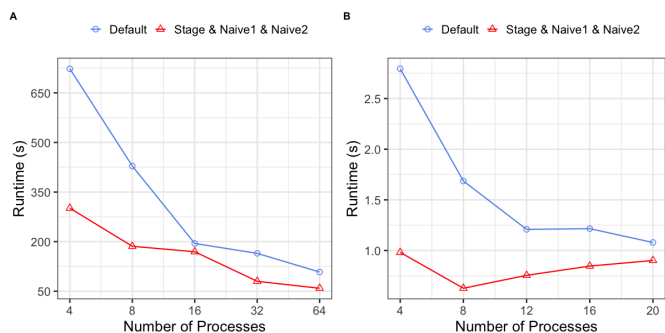 A
Default Stage & Naive1 & Naive2
650
500
350
200
50
Runtime (s)
4 8 16 32 64
Number of Processes
B
Default Stage & Naive1 & Naive2
2.5
2.0
1.5
1.0
Runtime (s)
4 8 12 16 20
Number of Processes